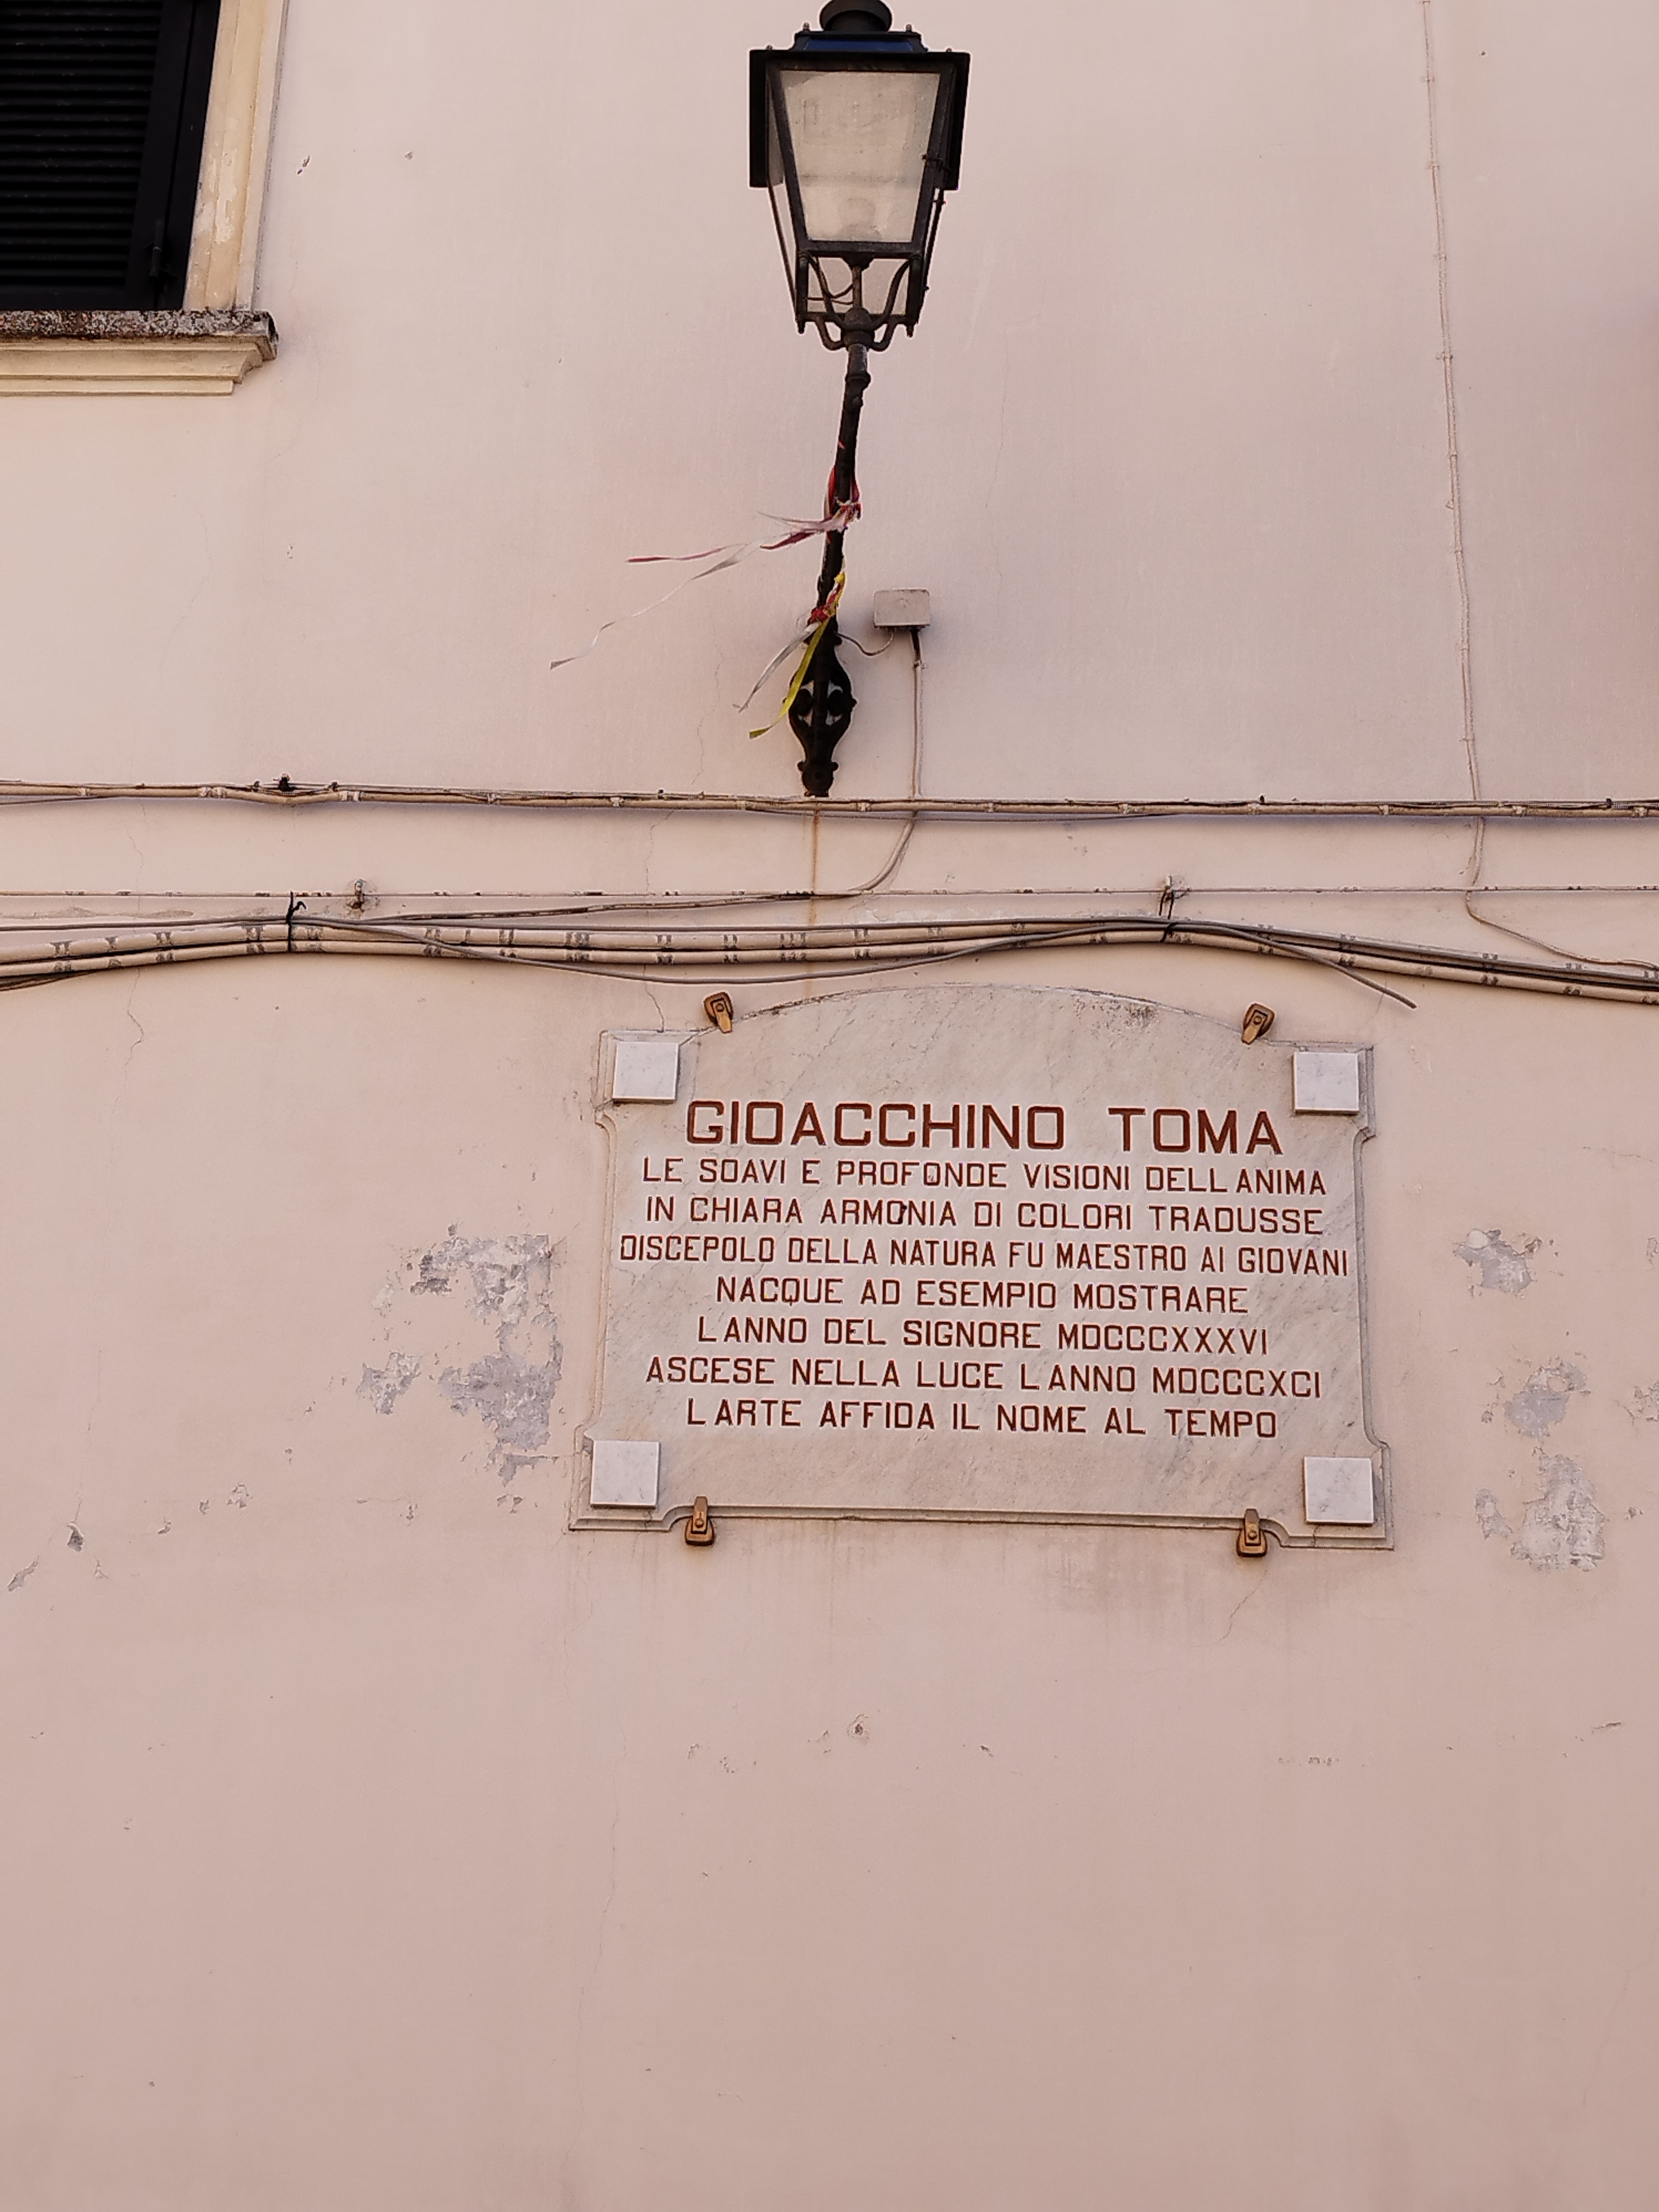 GIOACCHINO TOMA
LE SOAVI E PROFONDE VISIONI DELL ANIMA
IN CHIARA ARMONIA DI COLORI TRADUSSE
DISCEPOLO DELLA NATURA FU MAESTRO AI GIOVANI
NACQUE AD ESEMPIO MOSTRARE
L ANNO DEL SIGNORE MDCCCXXXVI
ASCESE NELLA LUCE L ANNO MDCCCXCI
L ARTE AFFIDA IL NOME AL TEMPO